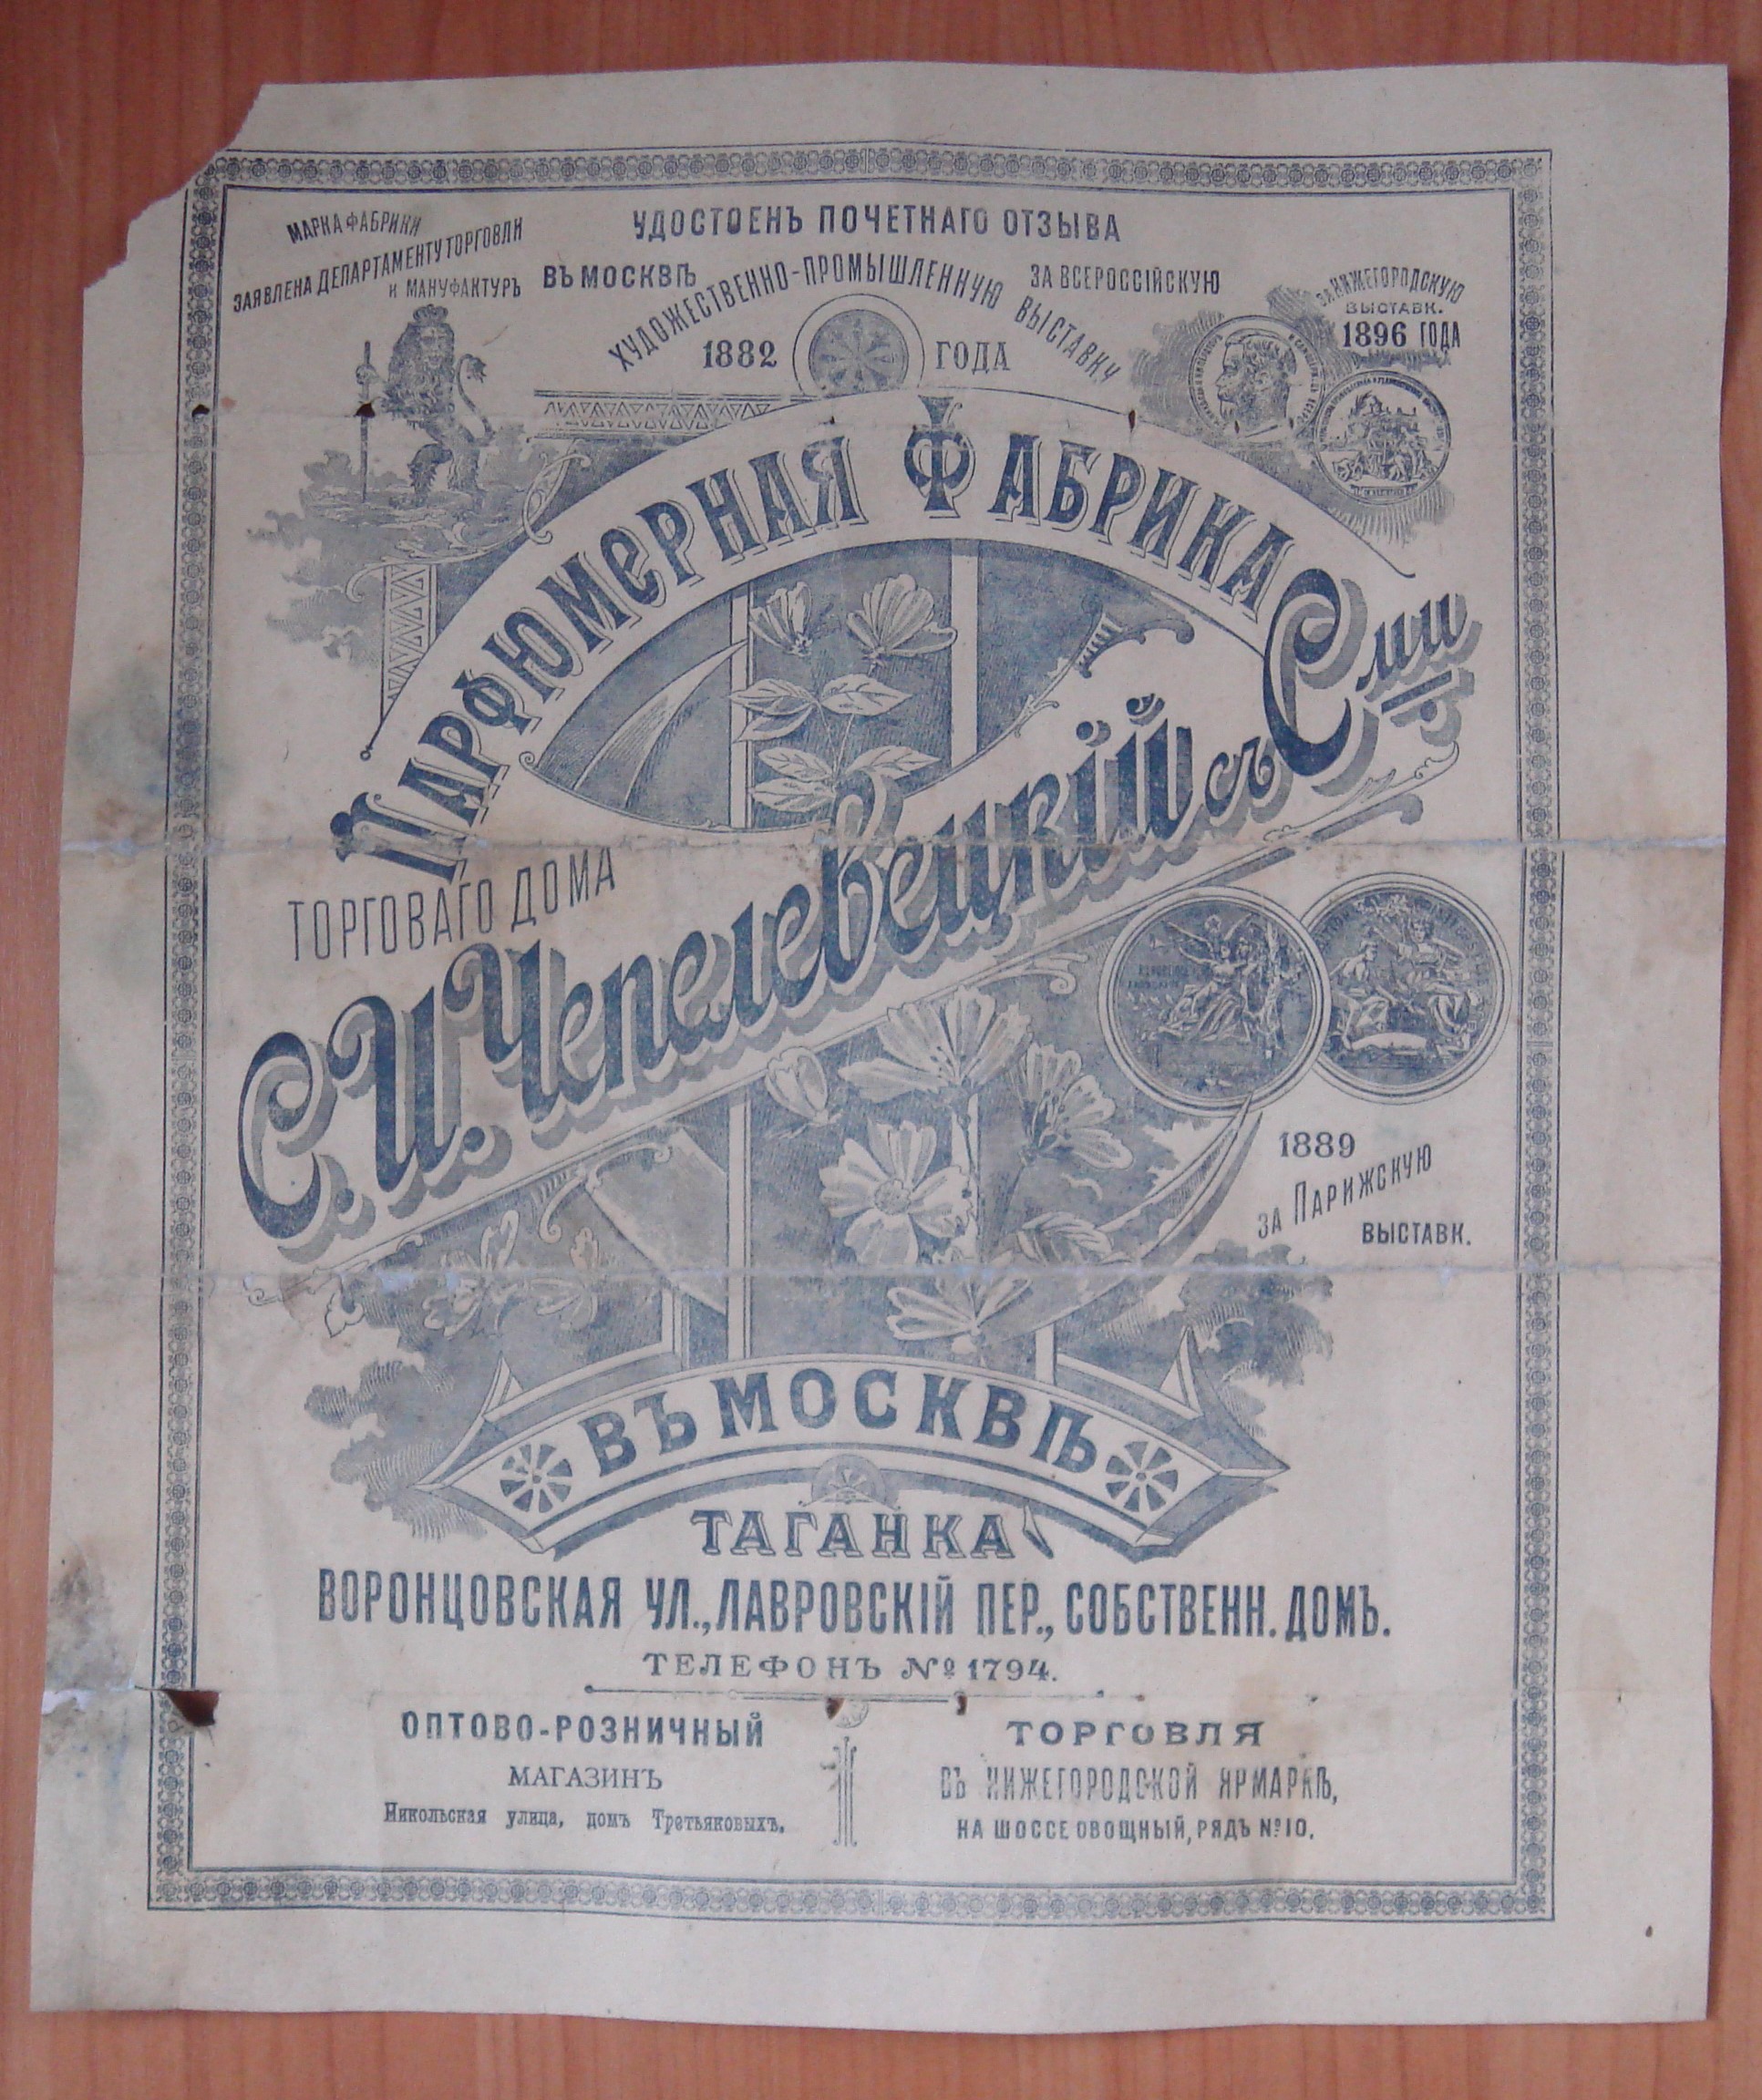 МАРКА ФАБРИКИ
ЗАЯВЛЕНА ДЕПАРТАМЕНТУ ТОРГОВЛИ
и МАНУФАКТУРЪ
УДОСТОЕНЪ ПОЧЕТНАГО ОТЗЫВА
ВЪ МОСКВѢ
ЗА ВСЕРОССІЙСКУЮ
ХУДОЖЕСТВЕННО-ПРОМЫШЛЕННУЮ ВЫСТАВКУ
1882 ГОДА
ЗА НИЖЕГОРОДСКУЮ
ВЫСТАВК.
1896 ГОДА
ПАРФЮМЕРНАЯ ФАБРИКА
ТОРГОВАГО ДОМА
С. И. Чепелевецкій съ С-ми
1889
ЗА ПАРИЖСКУЮ
ВЫСТАВК.
ВЪ МОСКВѢ
ТАГАНКА
ВОРОНЦОВСКАЯ УЛ., ЛАВРОВСКІЙ ПЕР., СОБСТВЕНН. ДОМЪ.
ТЕЛЕФОНЪ № 1794.
ОПТОВО-РОЗНИЧНЫЙ
МАГАЗИНЪ
Никольская улица, домъ Третьяковыхъ.
ТОРГОВЛЯ
ВЪ НИЖЕГОРОДСКОЙ ЯРМАРКѢ,
НА ШОССЕ ОВОЩНЫЙ, РЯДЪ № 10.